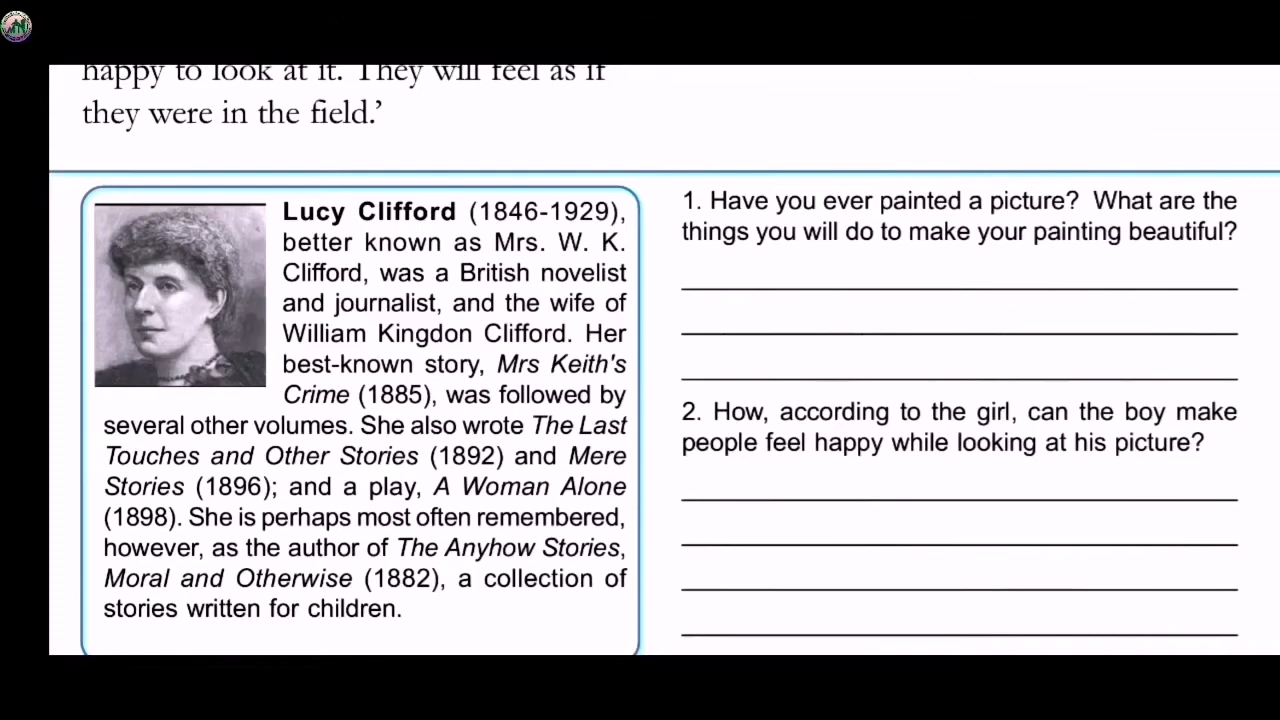 happy to look at it. They will feel as if
they were in the field.’
Lucy Clifford (1846-1929),
better known as Mrs. W. K.
Clifford, was a British novelist
and journalist, and the wife of
William Kingdon Clifford. Her
best-known story, Mrs Keith's
Crime (1885), was followed by
several other volumes. She also wrote The Last
Touches and Other Stories (1892) and Mere
Stories (1896); and a play, A Woman Alone
(1898). She is perhaps most often remembered,
however, as the author of The Anyhow Stories,
Moral and Otherwise (1882), a collection of
stories written for children.
1. Have you ever painted a picture? What are the
things you will do to make your painting beautiful?
2. How, according to the girl, can the boy make
people feel happy while looking at his picture?